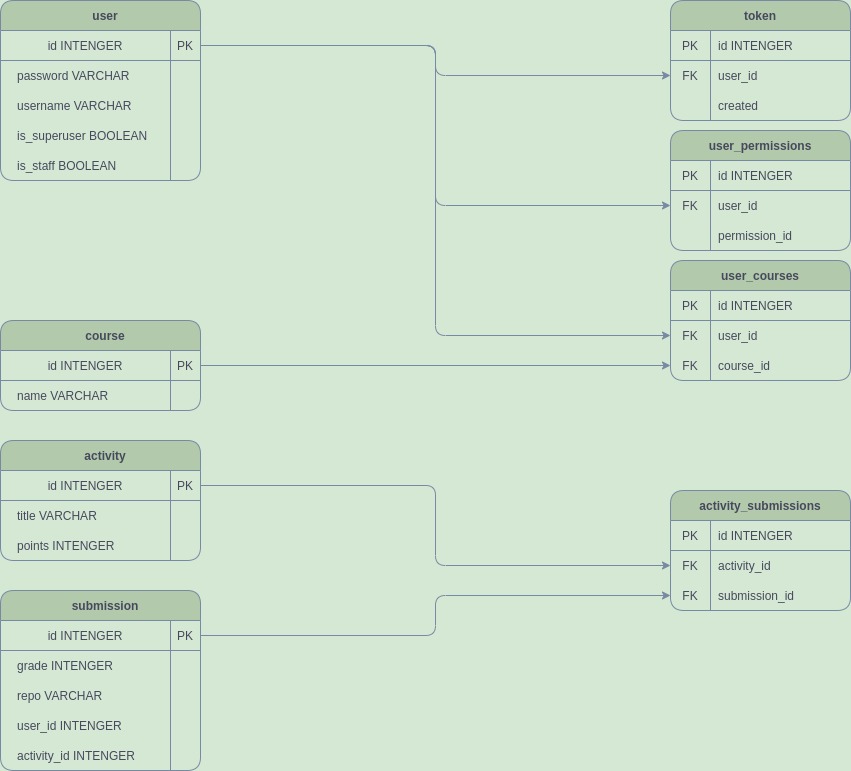 user
id INTENGER PK
password VARCHAR
username VARCHAR
is_superuser BOOLEAN
is_staff BOOLEAN
token
PK id INTENGER
FK user_id
created
user_permissions
PK id INTENGER
FK user_id
permission_id
user_courses
PK id INTENGER
FK user_id
FK course_id
course
id INTENGER PK
name VARCHAR
activity
id INTENGER PK
title VARCHAR
points INTENGER
activity_submissions
PK id INTENGER
FK activity_id
FK submission_id
submission
id INTENGER PK
grade INTENGER
repo VARCHAR
user_id INTENGER
activity_id INTENGER